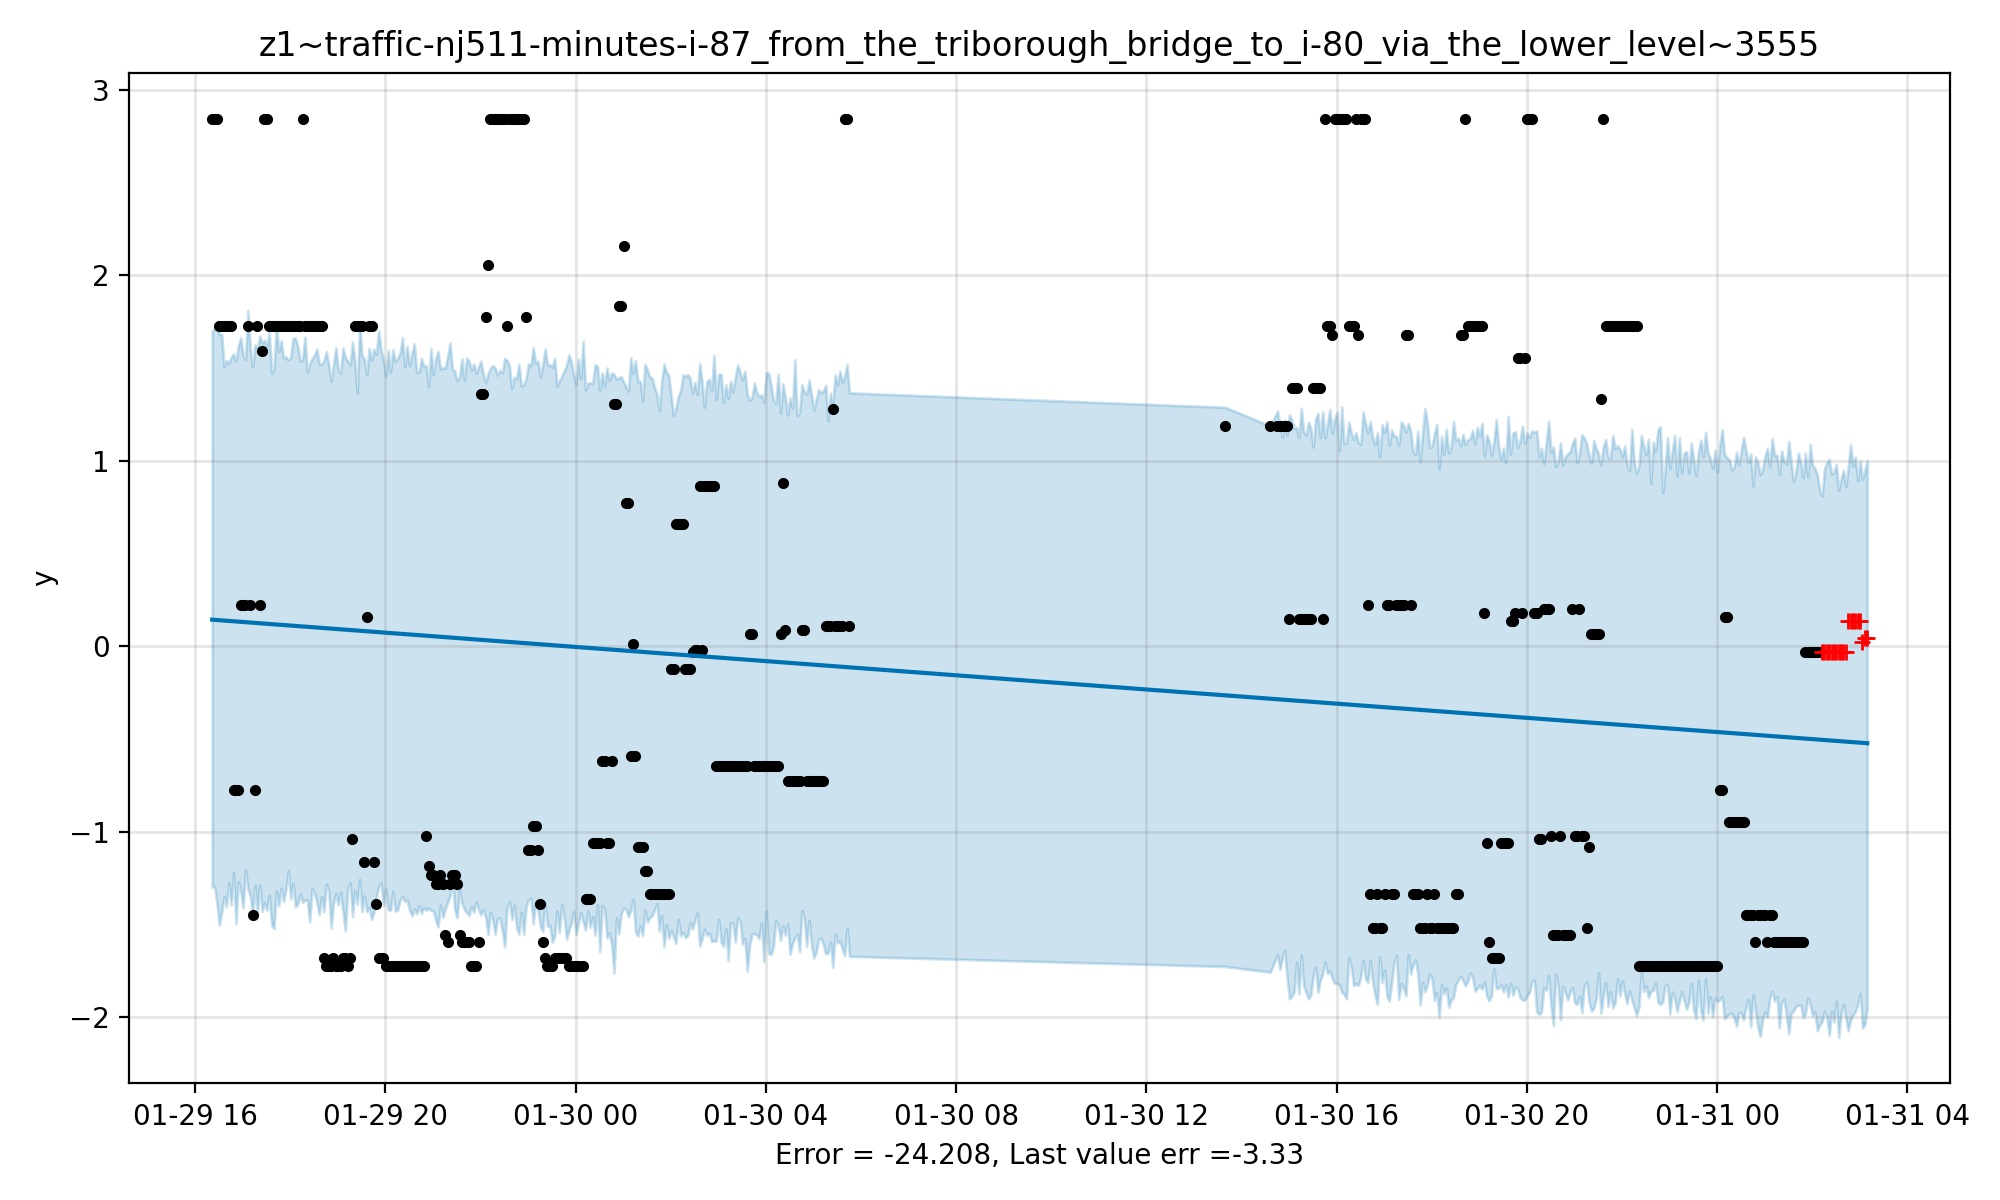 z1~traffic-nj511-minutes-i-87_from_the_triborough_bridge_to_i-80_via_the_lower_level~3555
3
2
1
0
−1
−2
y
01-29 16 01-29 20 01-30 00 01-30 04 01-30 08 01-30 12 01-30 16 01-30 20 01-31 00 01-31 04
Error = -24.208, Last value err =-3.33